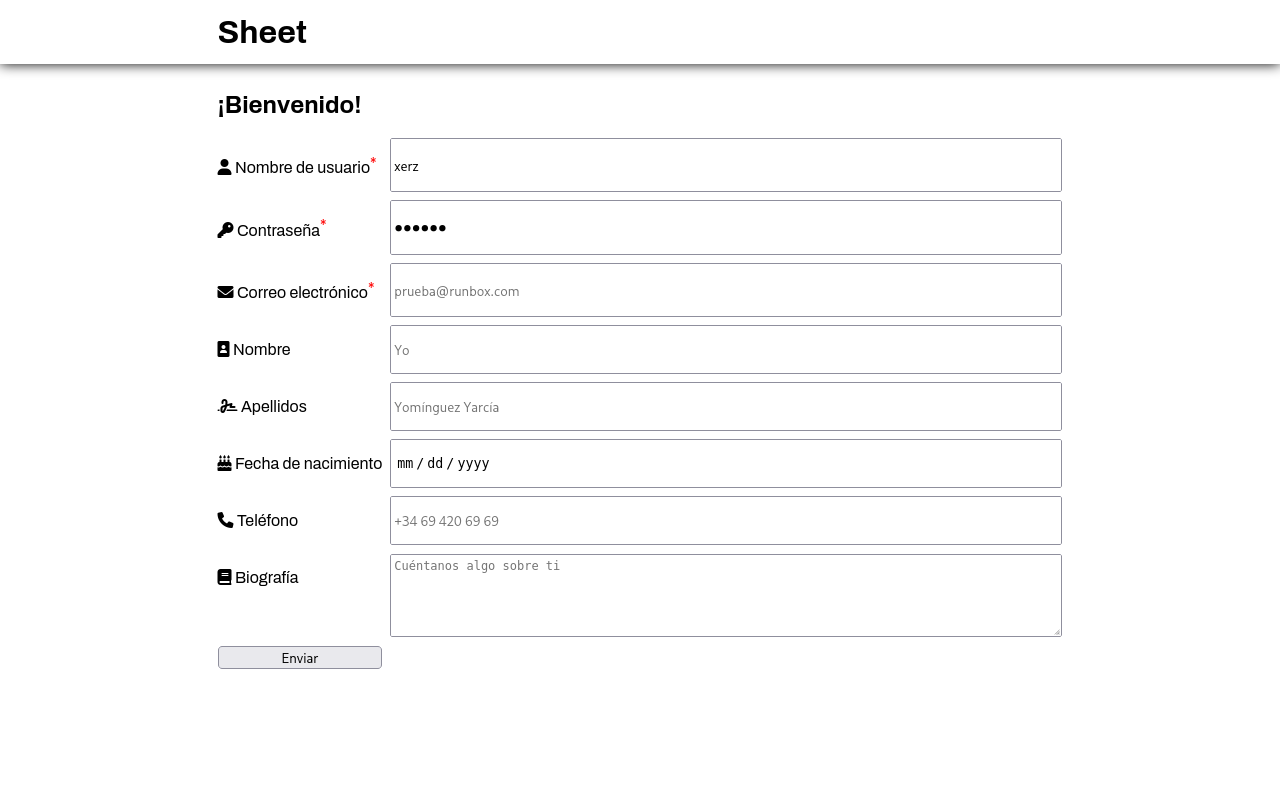 Sheet
¡Bienvenido!
Nombre de usuario* xerz
Contraseña* ●●●●●●
Correo electrónico* prueba@runbox.com
Nombre Yo
Apellidos Yomínguez Yarcía
Fecha de nacimiento mm / dd / yyyy
Teléfono +34 69 420 69 69
Biografía Cuéntanos algo sobre ti
Enviar